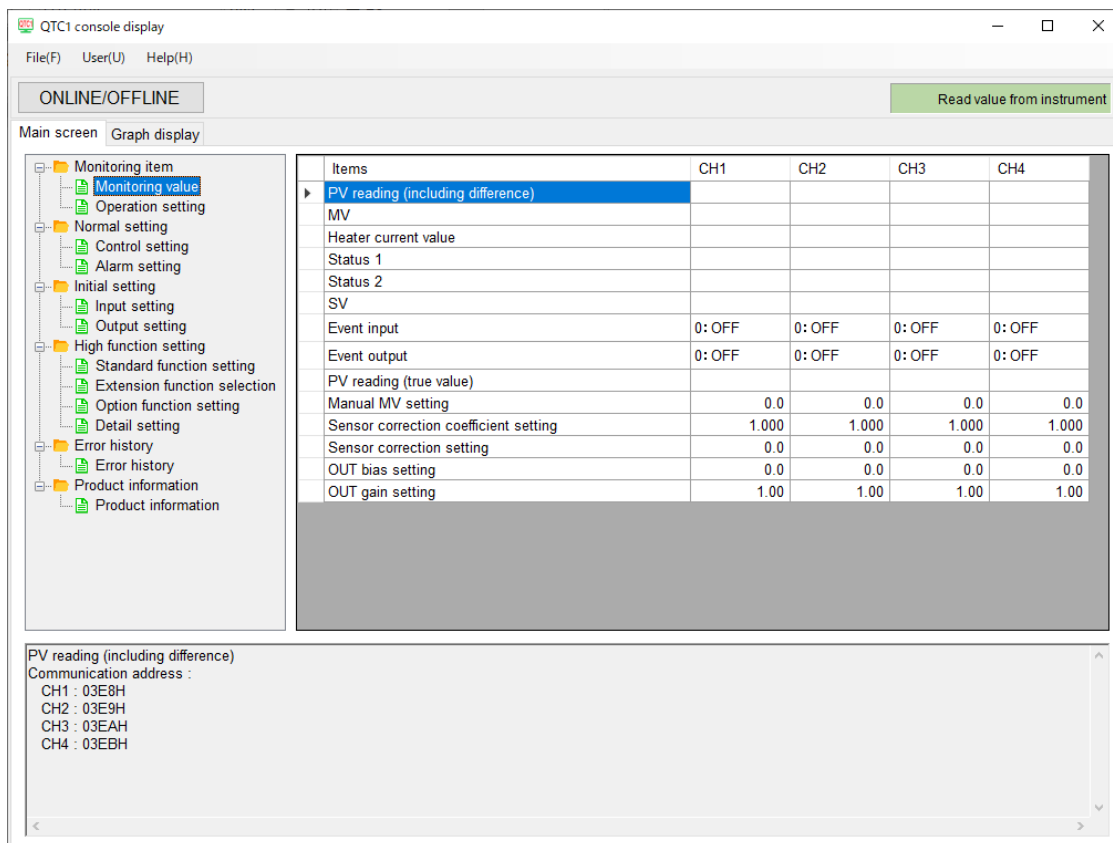 QTC1 console display
File(F) User(U) Help(H)
ONLINE/OFFLINE Read value from instrument
Main screen Graph display
Monitoring item
Monitoring value
Operation setting
Normal setting
Control setting
Alarm setting
Initial setting
Input setting
Output setting
High function setting
Standard function setting
Extension function selection
Option function setting
Detail setting
Error history
Error history
Product information
Product information
Items CH1 CH2 CH3 CH4
PV reading (including difference)
MV
Heater current value
Status 1
Status 2
SV
Event input 0: OFF 0: OFF 0: OFF 0: OFF
Event output 0: OFF 0: OFF 0: OFF 0: OFF
PV reading (true value)
Manual MV setting 0.0 0.0 0.0 0.0
Sensor correction coefficient setting 1.000 1.000 1.000 1.000
Sensor correction setting 0.0 0.0 0.0 0.0
OUT bias setting 0.0 0.0 0.0 0.0
OUT gain setting 1.00 1.00 1.00 1.00
PV reading (including difference)
Communication address :
CH1 : 03E8H
CH2 : 03E9H
CH3 : 03EAH
CH4 : 03EBH